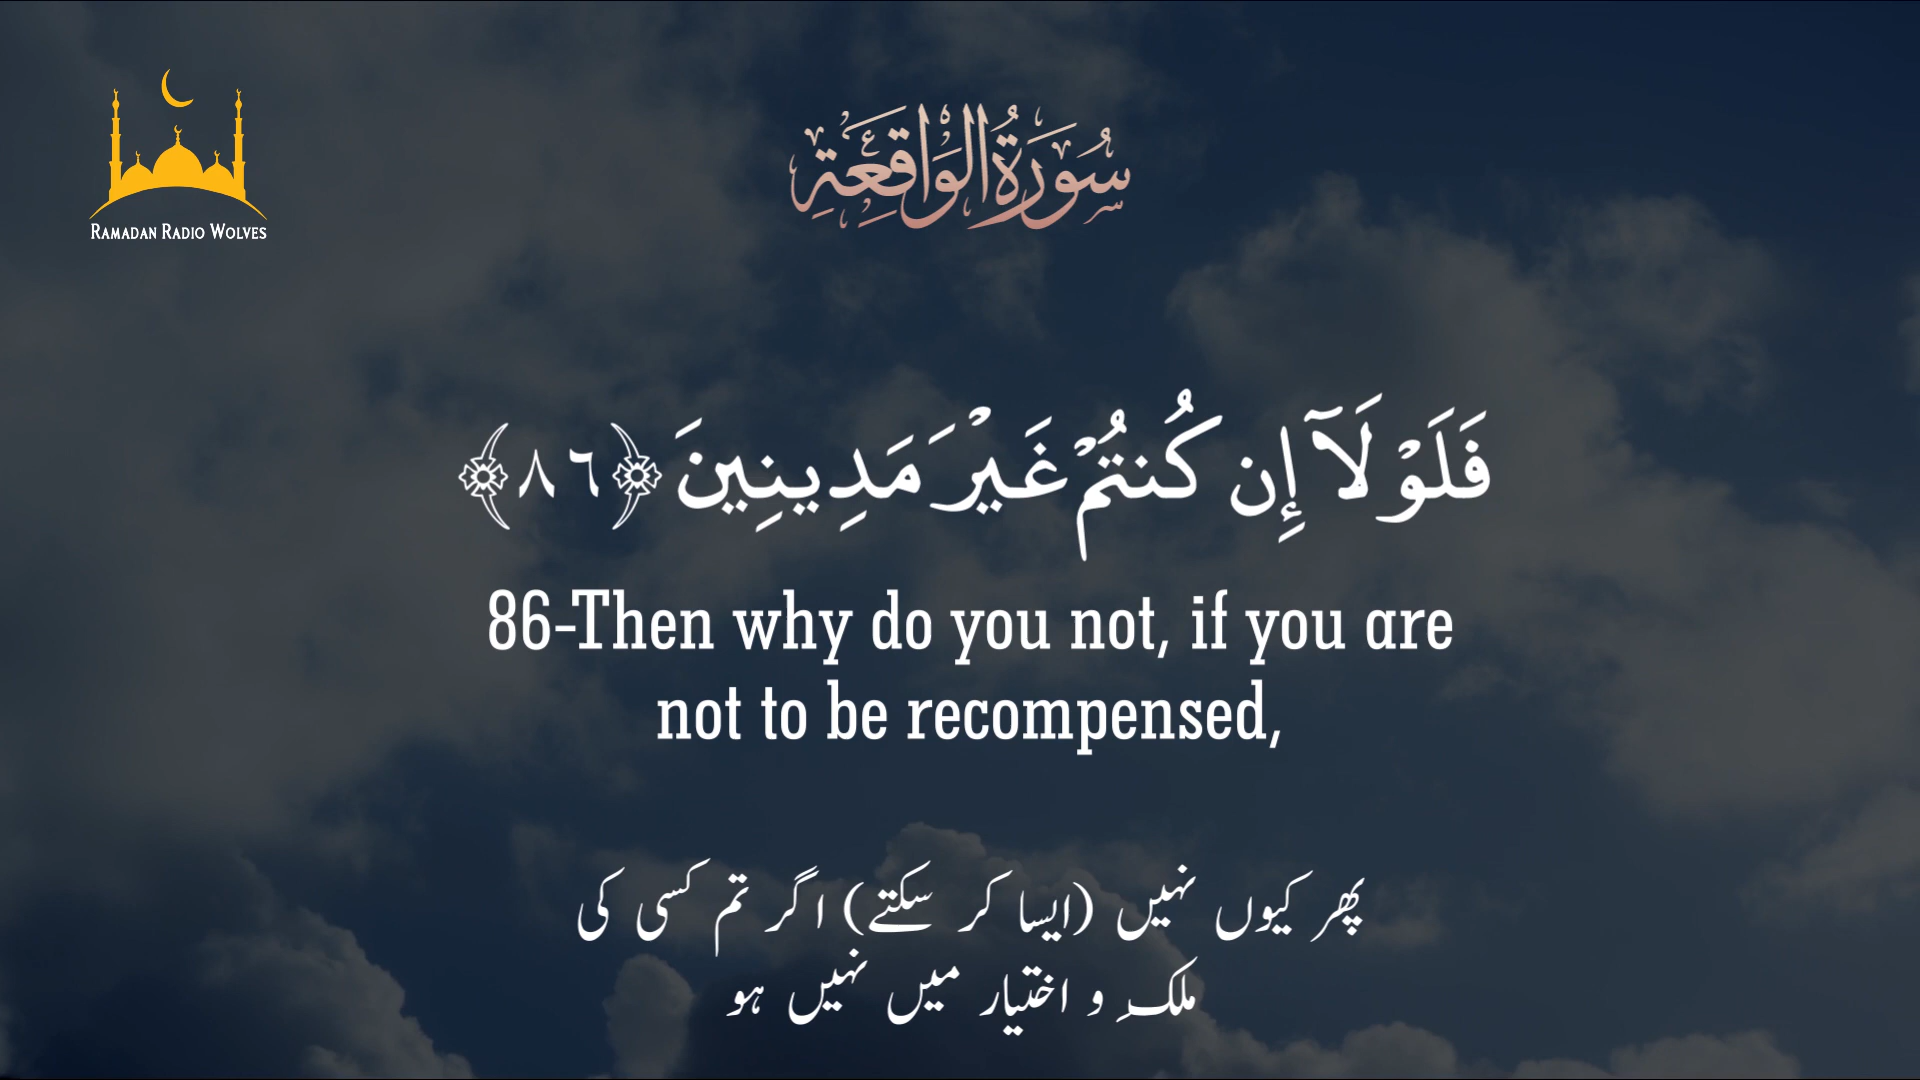 RAMADAN RADIO WOLVES
سُورَةُ الْوَاقِعَةِ
فَلَوْلَآ إِن كُنتُمْ غَيْرَ مَدِينِينَ ﴿٨٦﴾
86-Then why do you not, if you are
not to be recompensed,
پھر کیوں نہیں (ایسا کر سکتے) اگر تم کسی کی
ملکِ و اختیار میں نہیں ہو